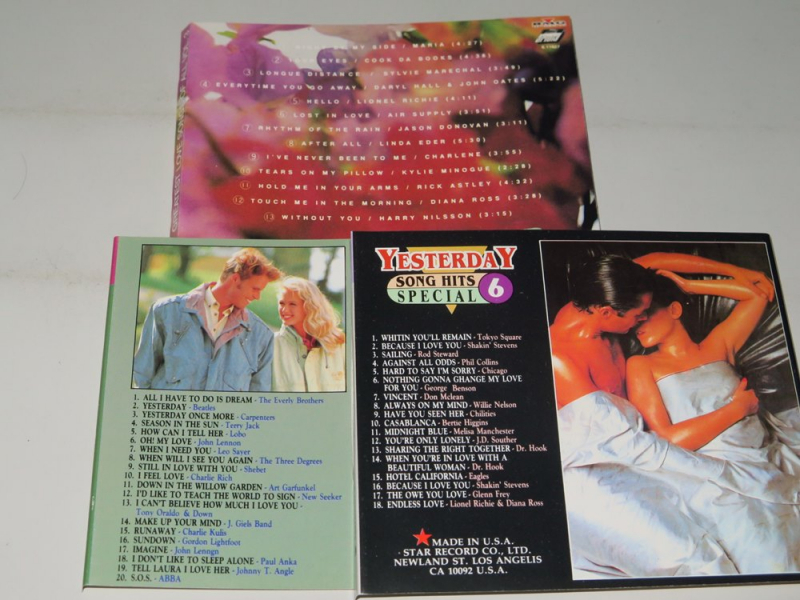 ON MY SIDE / MANIA (4:27)
② EYES / COOK DA BOOKS
③ LONGUE DISTANCE / SYLVIE MARECHAL
④ EVERYTIME YOU GO AWAY / DARYL HALL / JOHN OATES
⑤ HELLO / LIONEL RICHIE (4:11)
LOST IN LOVE / AIR SUPPLY (3:51)
⑦ RHYTHM OF THE RAIN / JASON DONOVAN (3:11)
⑧ AFTER ALL / LINDA EDER
⑨ I'VE NEVER BEEN TO ME / CHARLENE (3:55)
⑩ TEARS ON MY PILLOW / KYLIE MINOGUE (2:28)
⑪ HOLD ME IN YOUR ARMS / RICK ASTLEY (4:32)
⑫ TOUCH ME IN THE MORNING / DIANA ROSS
⑬ WITHOUT YOU / HARRY NILSSON (3:15)
1. ALL I HAVE TO DO IS DREAM - The Everly Brothers
2. YESTERDAY - Beatles
3. YESTERDAY ONCE MORE - Carpenters
4. SEASON IN THE SUN - Terry Jack
5. HOW CAN I TELL HER - Lobo
6. OH! MY LOVE - John Lennon
7. WHEN I NEED YOU - Leo Sayer
8. WHEN WILL I SEE YOU AGAIN - The Three Degrees
9. STILL IN LOVE WITH YOU - Shebet
10. I FEEL LOVE - Charlie Rich
11. DOWN IN THE WILLOW GARDEN - Art Garfunkel
12. I'D LIKE TO TEACH THE WORLD TO SIGN - New Seeker
13. I CAN'T BELIEVE HOW MUCH I LOVE YOU -
Tony Oraldo & Down
14. MAKE UP YOUR MIND - J. Giels Band
15. RUNAWAY - Charlie Kulis
16. SUNDOWN - Gordon Lightfoot
17. IMAGINE - John Lenngn
18. I DON'T LIKE TO SLEEP ALONE - Paul Anka
19. TELL LAURA I LOVE HER - Johnny T. Angle
20. S.O.S. - ABBA
YESTERDAY
SONG HITS
SPECIAL 6
1. WHITIN YOU'LL REMAIN - Tokyo Square
2. BECAUSE I LOVE YOU - Shakin' Stevens
3. SAILING - Rod Steward
4. AGAINST ALL ODDS - Phil Collins
5. HARD TO SAY I'M SORRY - Chicago
6. NOTHING GONNA GHANGE MY LOVE
FOR YOU - George Benson
7. VINCENT - Don Mclean
8. ALWAYS ON MY MIND - Willie Nelson
9. HAVE YOU SEEN HER - Chilities
10. CASABLANCA - Bertie Higgins
11. MIDNIGHT BLUE - Melisa Manchester
12. YOU'RE ONLY LONELY - J.D. Souther
13. SHARING THE RIGHT TOGETHER - Dr. Hook
14. WHEN YOU'RE IN LOVE WITH A
BEAUTIFUL WOMAN - Dr. Hook
15. HOTEL CALIFORNIA - Eagles
16. BECAUSE I LOVE YOU - Shakin' Stevens
17. THE OWE YOU LOVE - Glenn Frey
18. ENDLESS LOVE - Lionel Richie & Diana Ross
MADE IN U.S.A.
STAR RECORD CO., LTD.
NEWLAND ST. LOS ANGELIS
CA 10092 U.S.A.